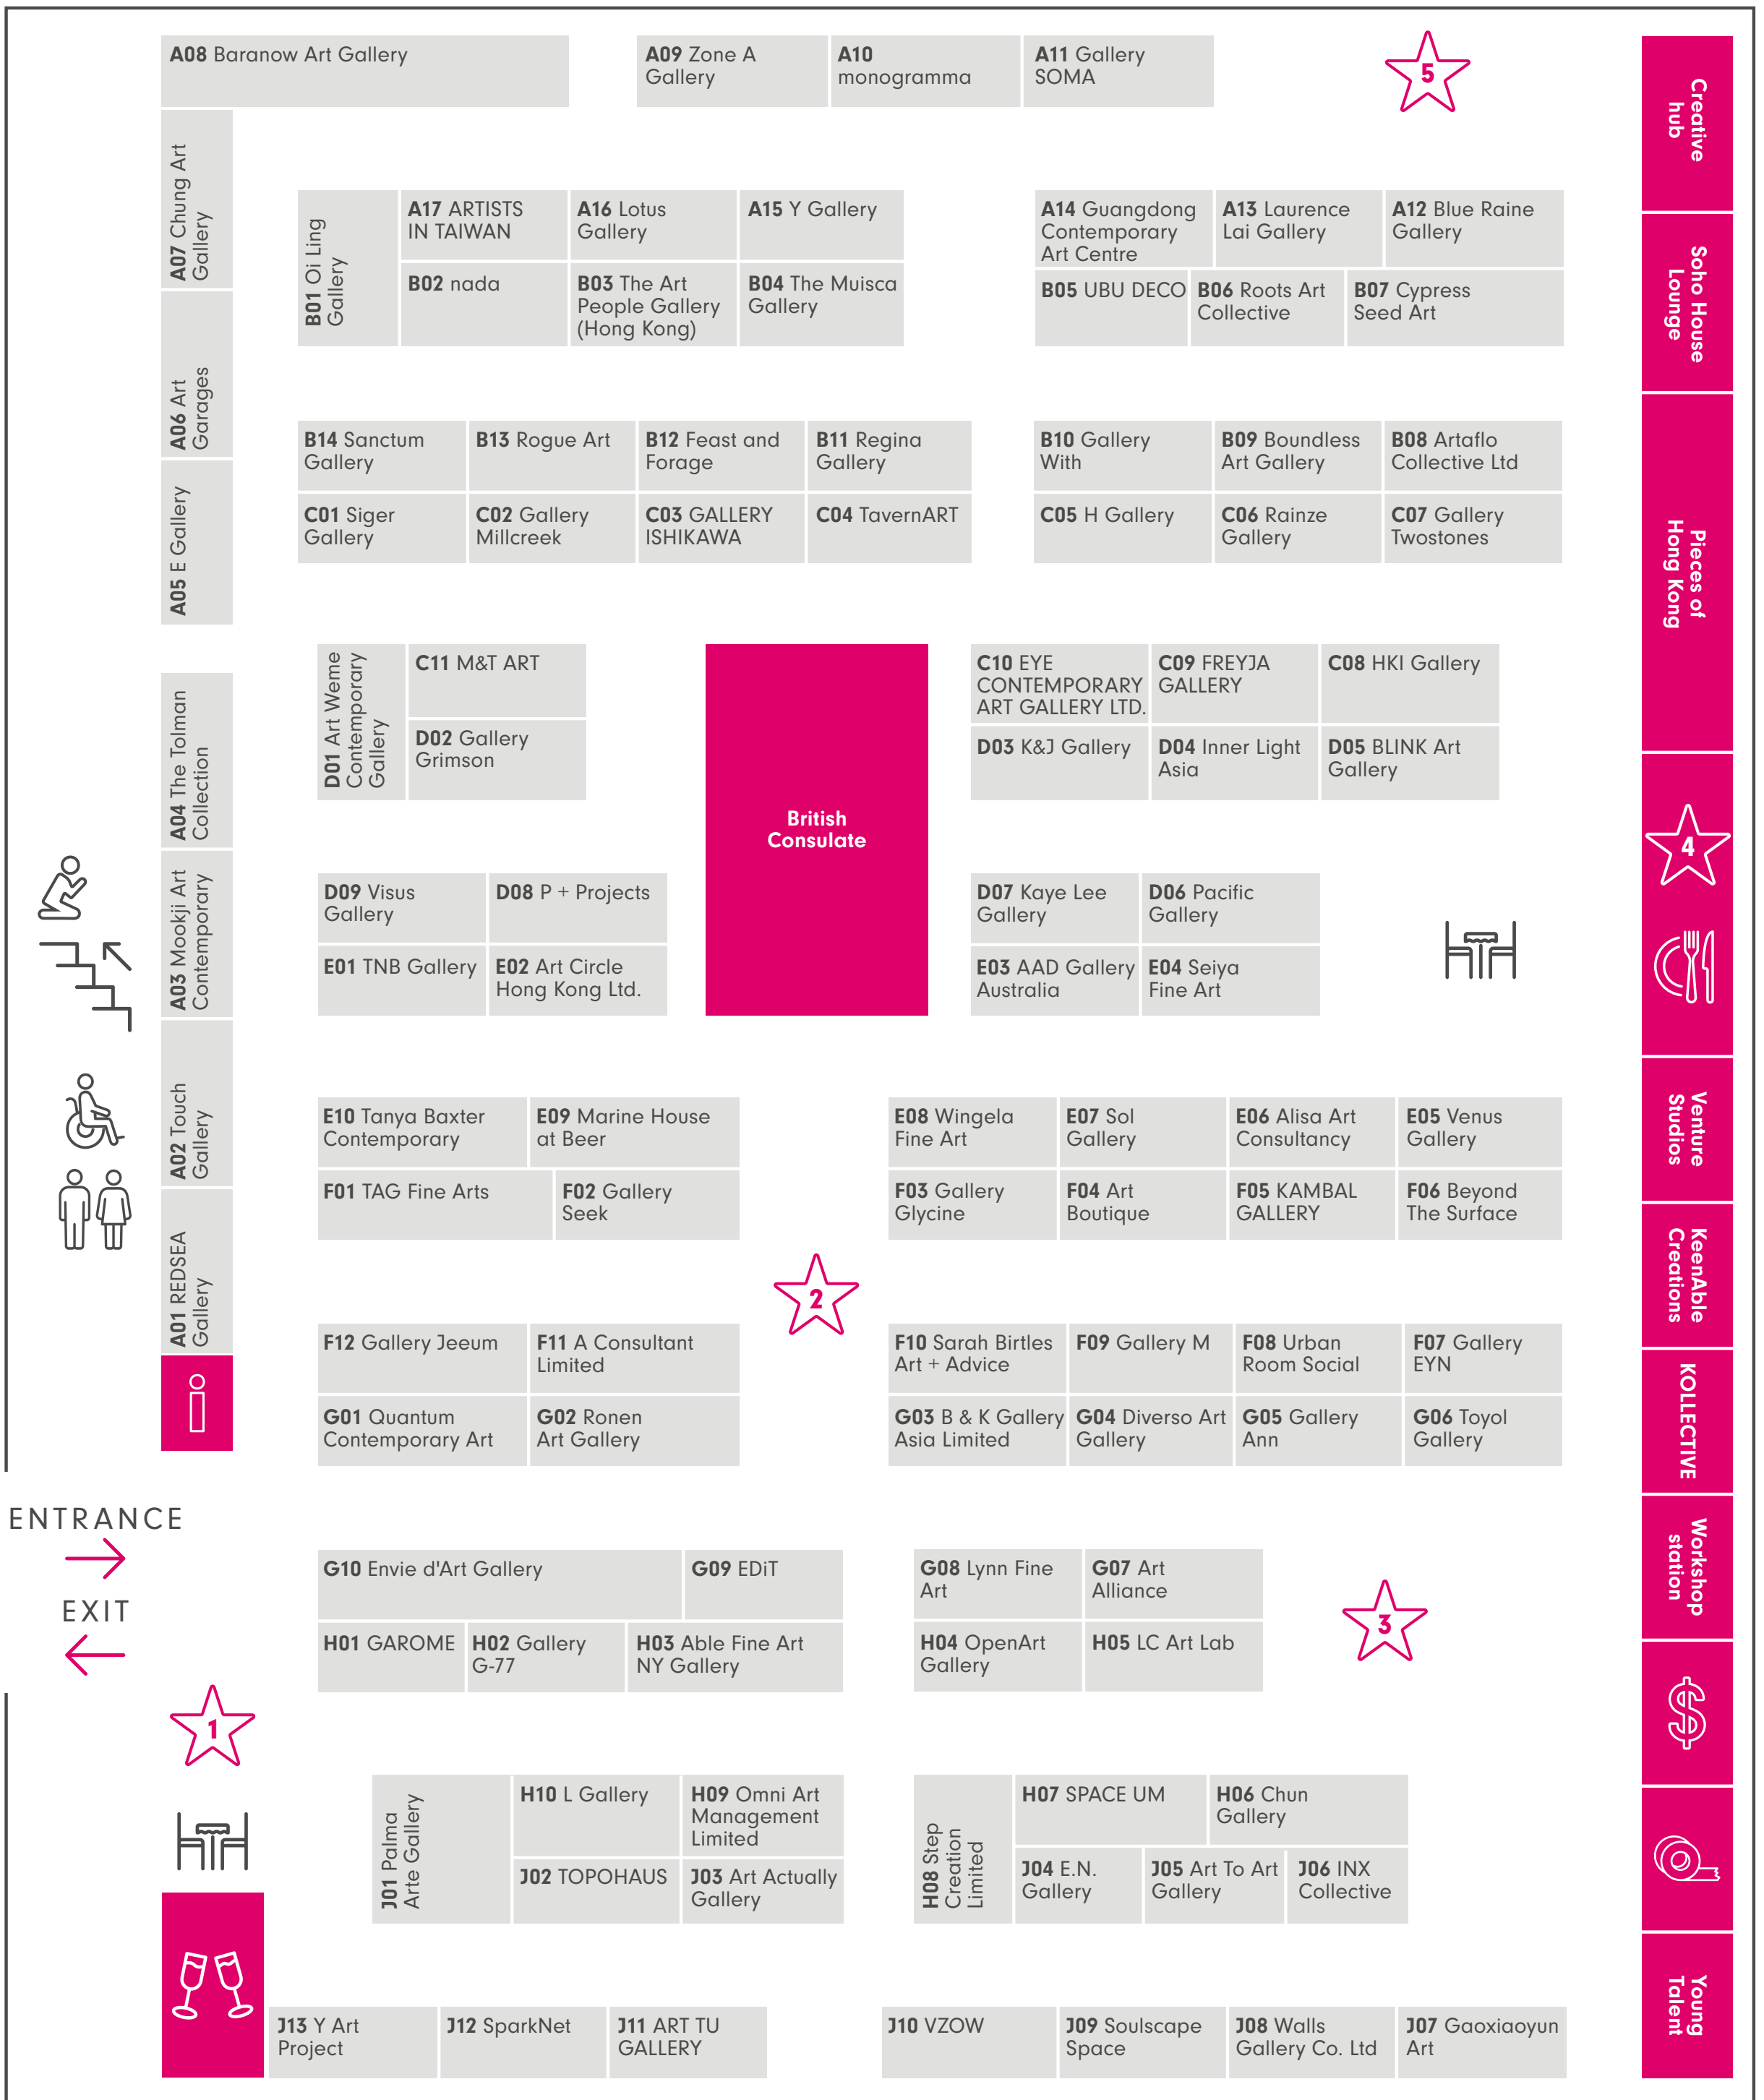 A08 Baranow Art Gallery
A09 Zone A
Gallery
A10
monogramma
A11 Gallery
SOMA
5
Creative
hub
A07 Chung Art
Gallery
B01 Oi Ling
Gallery
A17 ARTISTS
IN TAIWAN
A16 Lotus
Gallery
A15 Y Gallery
B02 nada
B03 The Art
People Gallery
(Hong Kong)
B04 The Muisca
Gallery
A14 Guangdong
Contemporary
Art Centre
A13 Laurence
Lai Gallery
A12 Blue Raine
Gallery
B05 UBU DECO
B06 Roots Art
Collective
B07 Cypress
Seed Art
Soho House
Lounge
A06 Art
Garages
B14 Sanctum
Gallery
B13 Rogue Art
B12 Feast and
Forage
B11 Regina
Gallery
B10 Gallery
With
B09 Boundless
Art Gallery
B08 Artaflo
Collective Ltd
A05 E Gallery
C01 Siger
Gallery
C02 Gallery
Millcreek
C03 GALLERY
ISHIKAWA
C04 TavernART
C05 H Gallery
C06 Rainze
Gallery
C07 Gallery
Twostones
Pieces of
Hong Kong
A04 The Tolman
Collection
D01 Art Weme
Contemporary
Gallery
C11 M&T ART
D02 Gallery
Grimson
British
Consulate
C10 EYE
CONTEMPORARY
ART GALLERY LTD.
C09 FREYJA
GALLERY
C08 HKI Gallery
D03 K&J Gallery
D04 Inner Light
Asia
D05 BLINK Art
Gallery
4
A03 Mookji Art
Contemporary
D09 Visus
Gallery
D08 P + Projects
D07 Kaye Lee
Gallery
D06 Pacific
Gallery
E01 TNB Gallery
E02 Art Circle
Hong Kong Ltd.
E03 AAD Gallery
Australia
E04 Seiya
Fine Art
A02 Touch
Gallery
E10 Tanya Baxter
Contemporary
E09 Marine House
at Beer
E08 Wingela
Fine Art
E07 Sol
Gallery
E06 Alisa Art
Consultancy
E05 Venus
Gallery
Venture
Studios
F01 TAG Fine Arts
F02 Gallery
Seek
F03 Gallery
Glycine
F04 Art
Boutique
F05 KAMBAL
GALLERY
F06 Beyond
The Surface
A01 REDSEA
Gallery
2
KeenAble
Creations
F12 Gallery Jeeum
F11 A Consultant
Limited
F10 Sarah Birtles
Art + Advice
F09 Gallery M
F08 Urban
Room Social
F07 Gallery
EYN
i
G01 Quantum
Contemporary Art
G02 Ronen
Art Gallery
G03 B & K Gallery
Asia Limited
G04 Diverso Art
Gallery
G05 Gallery
Ann
G06 Toyol
Gallery
KOLLECTIVE
ENTRANCE
EXIT
G10 Envie d'Art Gallery
G09 EDiT
G08 Lynn Fine
Art
G07 Art
Alliance
Workshop
station
H01 GAROME
H02 Gallery
G-77
H03 Able Fine Art
NY Gallery
H04 OpenArt
Gallery
H05 LC Art Lab
3
1
$
J01 Palma
Arte Gallery
H10 L Gallery
H09 Omni Art
Management
Limited
J02 TOPOHAUS
J03 Art Actually
Gallery
H08 Step
Creation
Limited
H07 SPACE UM
H06 Chun
Gallery
J04 E.N.
Gallery
J05 Art To Art
Gallery
J06 INX
Collective
J13 Y Art
Project
J12 SparkNet
J11 ART TU
GALLERY
J10 VZOW
J09 Soulscape
Space
J08 Walls
Gallery Co. Ltd
J07 Gaoxiaoyun
Art
Young
Talent